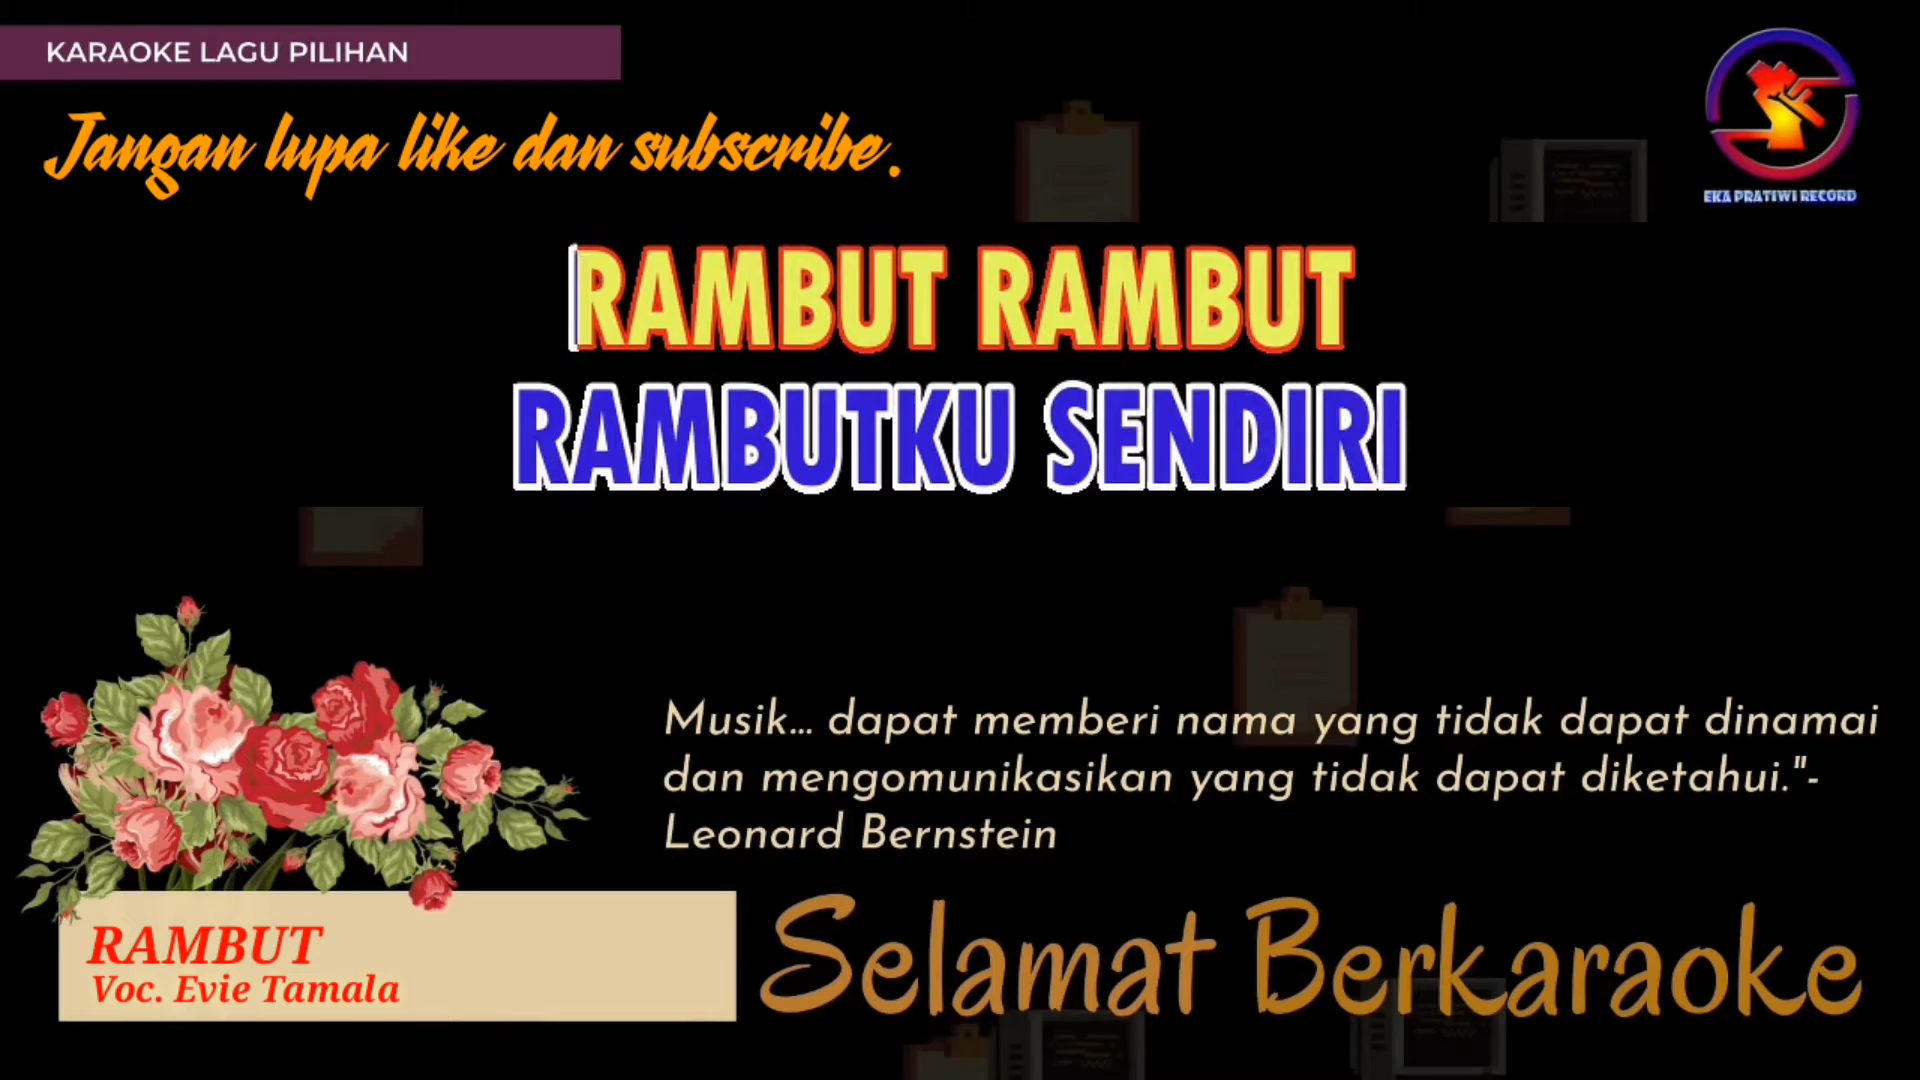 KARAOKE LAGU PILIHAN
Jangan lupa like dan subscribe.
EKA PRATIWI RECORD
RAMBUT RAMBUT
RAMBUTKU SENDIRI
Musik... dapat memberi nama yang tidak dapat dinamai
dan mengomunikasikan yang tidak dapat diketahui."-
Leonard Bernstein
RAMBUT
Voc. Evie Tamala
Selamat Berkaraoke